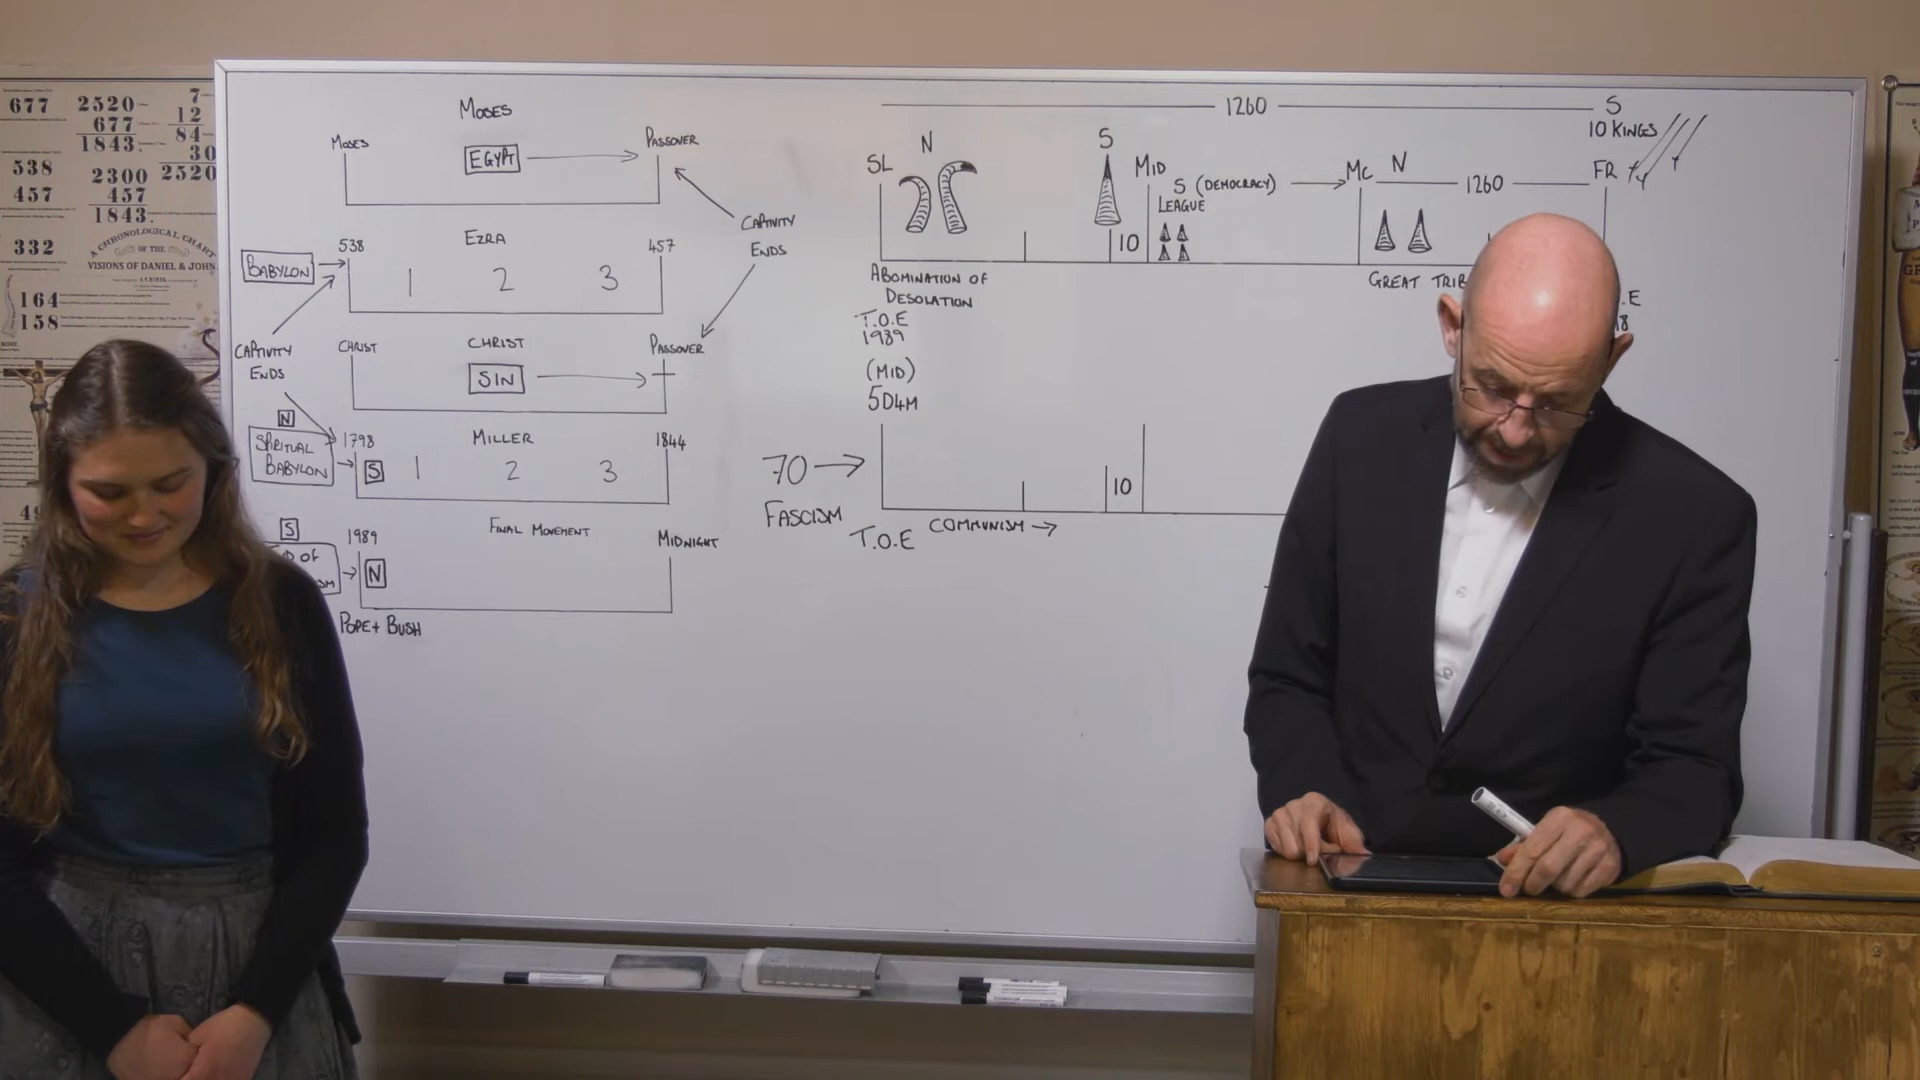 677 2520 7
677 12
1843. 84
538 30
2300 2520
457 457
1843.
332 A CHRONOLOGICAL CHART
OF THE
VISIONS OF DANIEL & JOHN.
164
158
MOSES
MOSES EGYPT PASSOVER
CAPTIVITY
ENDS
538 EZRA 457
BABYLON 1 2 3
CAPTIVITY
ENDS
CHRIST CHRIST PASSOVER
SIN
N
SPRITUAL
BABYLON
1798 MILLER 1844
S 1 2 3
S
D OF
SM
1989 FINAL MOVEMENT MIDNIGHT
N
POPE + BUSH
1260 S
10 KINGS
SL N S MID S (DEMOCRACY) MC N 1260 FR
LEAGUE
10
ABOMINATION OF
DESOLATION
GREAT TRIB
T.O.E
1989
(MID)
5D4M
.E
18
70
FASCISM
10
T.O.E COMMUNISM